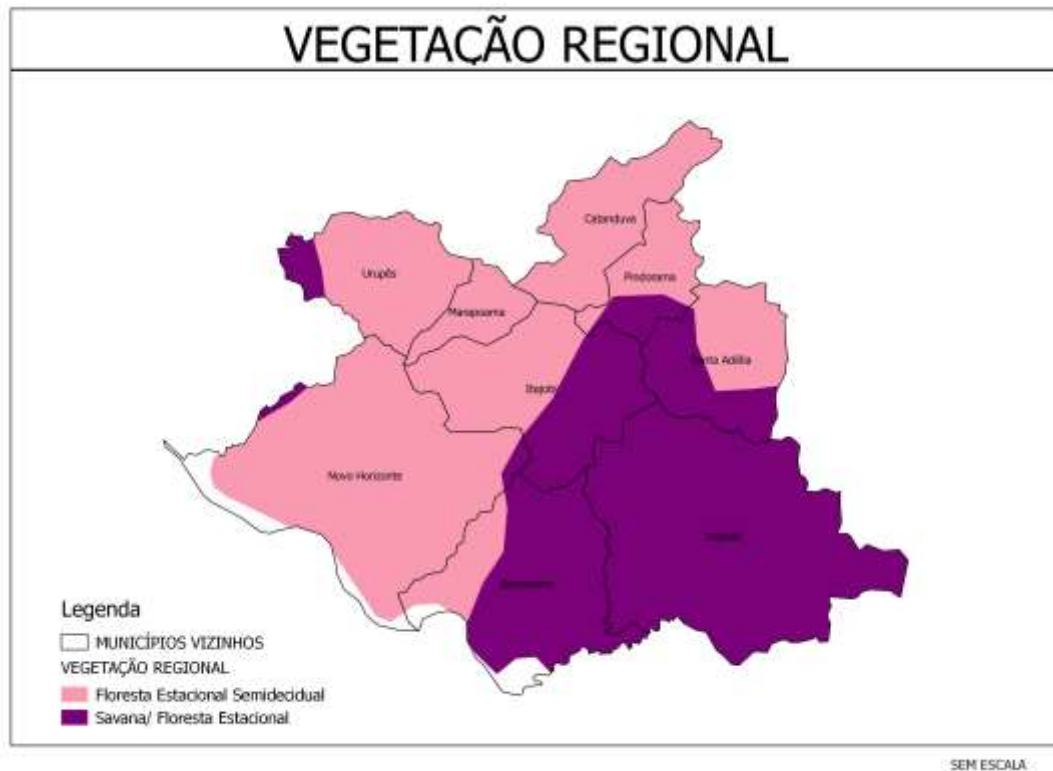 VEGETAÇÃO REGIONAL
Catanduva
Urupês
Pindorama
Marapoama
Santa Adélia
Itajobi
Novo Horizonte
Legenda
MUNICÍPIOS VIZINHOS
VEGETAÇÃO REGIONAL
Floresta Estacional Semidecidual
Savana/ Floresta Estacional
SEM ESCALA